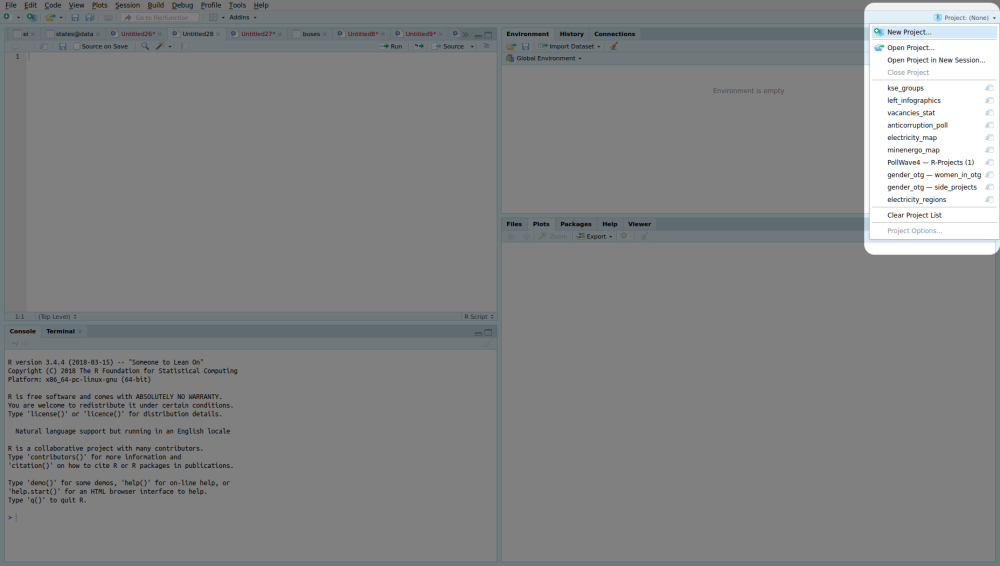 File Edit Code View Plots Session Build Debug Profile Tools Help
Go to file/function Addins
Project: (None)
el states@data Untitled26* Untitled28 Untitled27* buses Untitled8* Untitled9*
Source on Save Run Source
1
1:1 (Top Level) R Script
Console Terminal
R version 3.4.4 (2018-03-15) -- "Someone to Lean On"
Copyright (C) 2018 The R Foundation for Statistical Computing
Platform: x86_64-pc-linux-gnu (64-bit)
R is free software and comes with ABSOLUTELY NO WARRANTY.
You are welcome to redistribute it under certain conditions.
Type 'license()' or 'licence()' for distribution details.
Natural language support but running in an English locale
R is a collaborative project with many contributors.
Type 'contributors()' for more information and
'citation()' on how to cite R or R packages in publications.
Type 'demo()' for some demos, 'help()' for on-line help, or
'help.start()' for an HTML browser interface to help.
Type 'q()' to quit R.
>
Environment History Connections
Import Dataset
Global Environment
Environment is empty
Files Plots Packages Help Viewer
Zoom Export
New Project...
Open Project...
Open Project in New Session...
Close Project
kse_groups
left_infographics
vacancies_stat
anticorruption_poll
electricity_map
minenergo_map
PollWave4 — R-Projects (1)
gender_otg — women_in_otg
gender_otg — side_projects
electricity_regions
Clear Project List
Project Options...